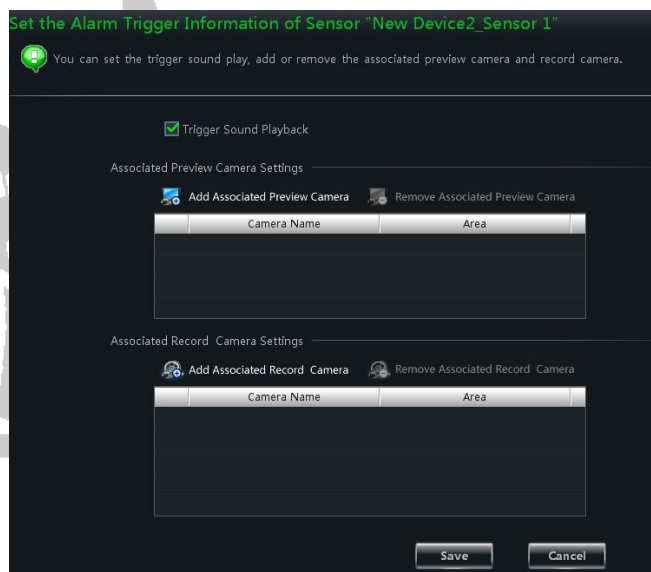 Set the Alarm Trigger Information of Sensor "New Device2_Sensor 1"
You can set the trigger sound play, add or remove the associated preview camera and record camera.
Trigger Sound Playback
Associated Preview Camera Settings
Add Associated Preview Camera Remove Associated Preview Camera
Camera Name Area
Associated Record Camera Settings
Add Associated Record Camera Remove Associated Record Camera
Camera Name Area
Save Cancel